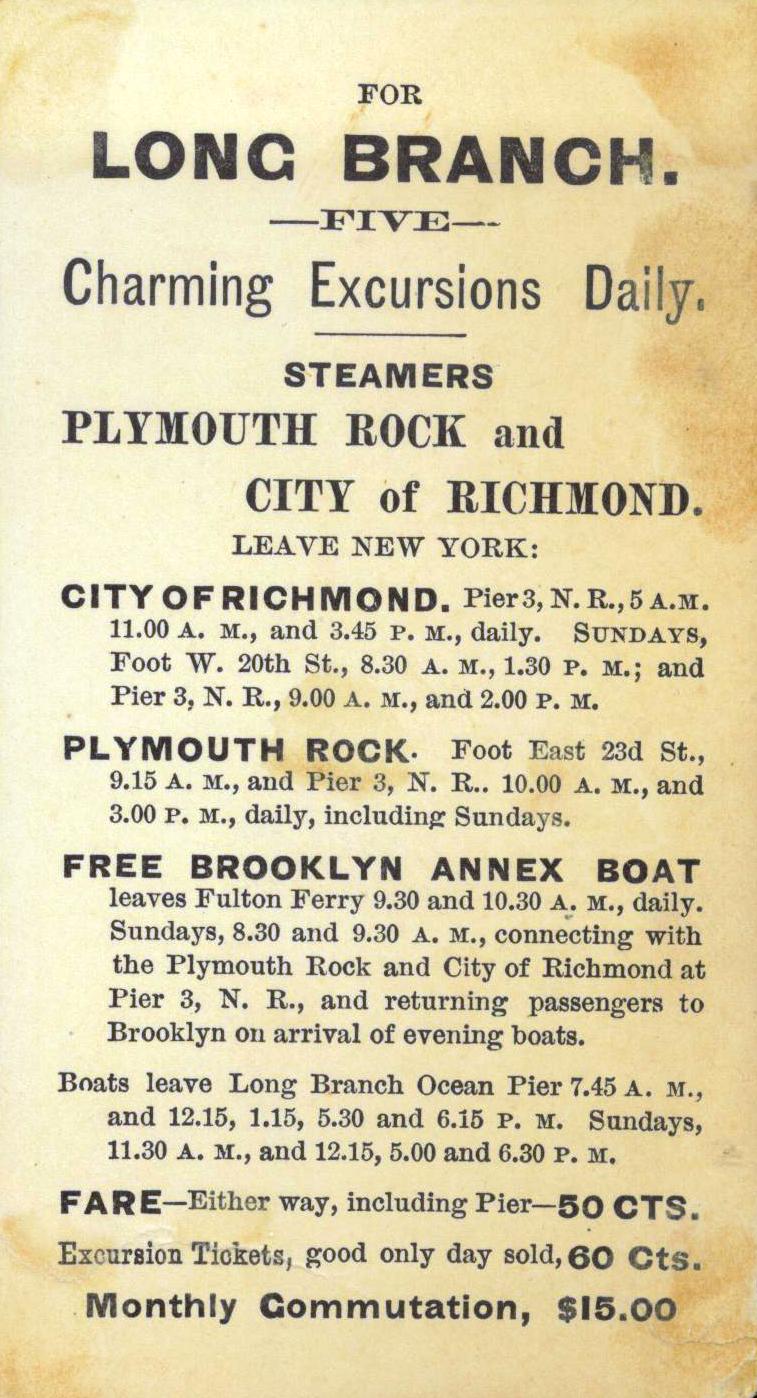 FOR
LONG BRANCH.
—FIVE—
Charming Excursions Daily.
STEAMERS
PLYMOUTH ROCK and
CITY of RICHMOND.
LEAVE NEW YORK:
CITY OF RICHMOND. Pier 3, N. R., 5 A.M.
11.00 A. M., and 3.45 P. M., daily. SUNDAYS,
Foot W. 20th St., 8.30 A. M., 1.30 P. M.; and
Pier 3, N. R., 9.00 A. M., and 2.00 P. M.
PLYMOUTH ROCK. Foot East 23d St.,
9.15 A. M., and Pier 3, N. R.. 10.00 A. M., and
3.00 P. M., daily, including Sundays.
FREE BROOKLYN ANNEX BOAT
leaves Fulton Ferry 9.30 and 10.30 A. M., daily.
Sundays, 8.30 and 9.30 A. M., connecting with
the Plymouth Rock and City of Richmond at
Pier 3, N. R., and returning passengers to
Brooklyn on arrival of evening boats.
Boats leave Long Branch Ocean Pier 7.45 A. M.,
and 12.15, 1.15, 5.30 and 6.15 P. M. Sundays,
11.30 A. M., and 12.15, 5.00 and 6.30 P. M.
FARE—Either way, including Pier—50 CTS.
Excursion Tickets, good only day sold, 60 Cts.
Monthly Commutation, $15.00